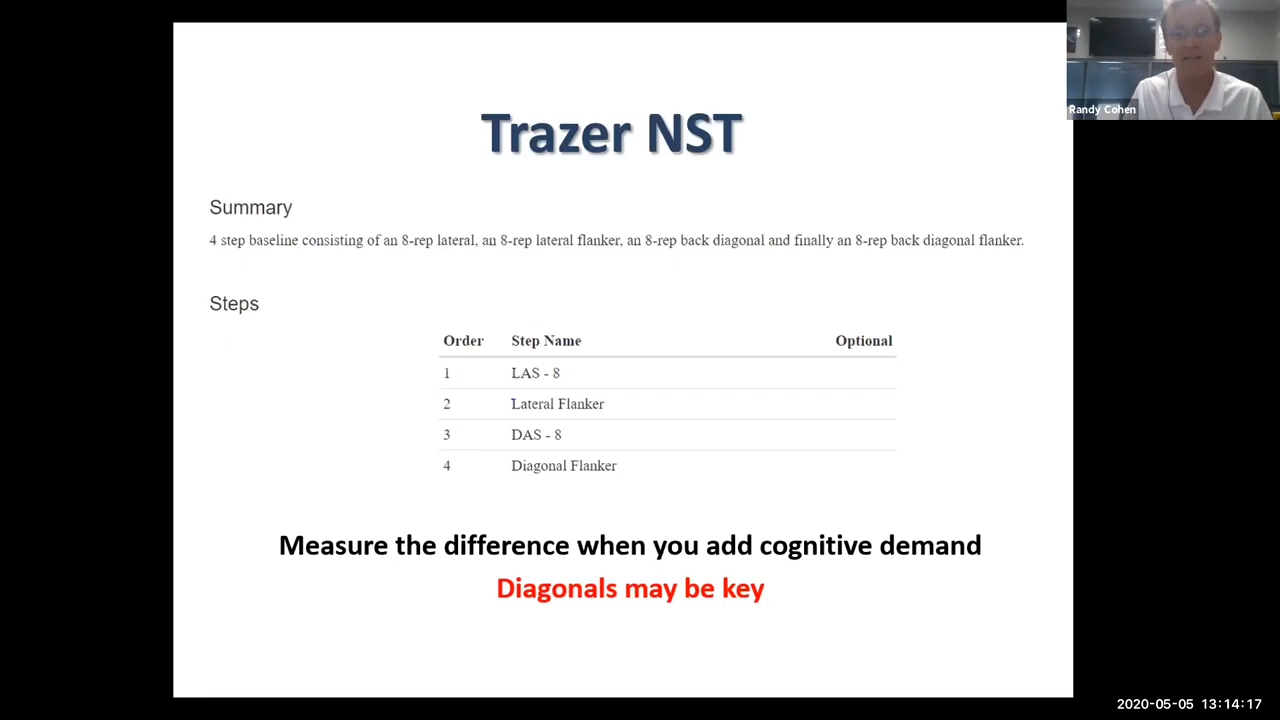 Trazer NST
Randy Cohen
Summary
4 step baseline consisting of an 8-rep lateral, an 8-rep lateral flanker, an 8-rep back diagonal and finally an 8-rep back diagonal flanker.
Steps
Order Step Name Optional
1 LAS - 8
2 Lateral Flanker
3 DAS - 8
4 Diagonal Flanker
Measure the difference when you add cognitive demand
Diagonals may be key
2020-05-05 13:14:17